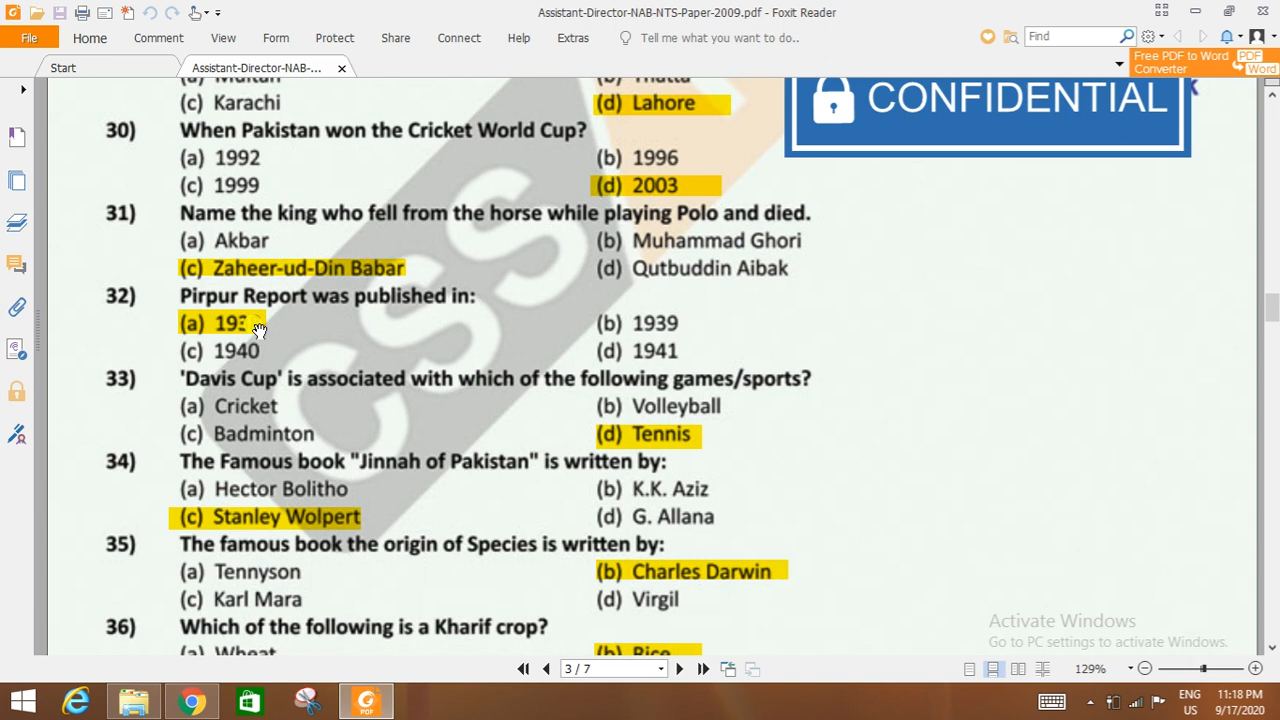 Assistant-Director-NAB-NTS-Paper-2009.pdf - Foxit Reader
File Home Comment View Form Protect Share Connect Help Extras Tell me what you want to do.. Find
Start Assistant-Director-NAB-... Free PDF to Word Converter PDF Word
(a) Multan (b) Thatta
(c) Karachi (d) Lahore
CONFIDENTIAL
30) When Pakistan won the Cricket World Cup?
(a) 1992 (b) 1996
(c) 1999 (d) 2003
31) Name the king who fell from the horse while playing Polo and died.
(a) Akbar (b) Muhammad Ghori
(c) Zaheer-ud-Din Babar (d) Qutbuddin Aibak
32) Pirpur Report was published in:
(a) (b) 1939
(c) 1940 (d) 1941
33) 'Davis Cup' is associated with which of the following games/sports?
(a) Cricket (b) Volleyball
(c) Badminton (d) Tennis
34) The Famous book "Jinnah of Pakistan" is written by:
(a) Hector Bolitho (b) K.K. Aziz
(c) Stanley Wolpert (d) G. Allana
35) The famous book the origin of Species is written by:
(a) Tennyson (b) Charles Darwin
(c) Karl Mara (d) Virgil
36) Which of the following is a Kharif crop?
(a) Wheat (b) Rice
CSS
Activate Windows
Go to PC settings to activate Windows.
3 / 7 129%
ENG 11:18 PM
US 9/17/2020